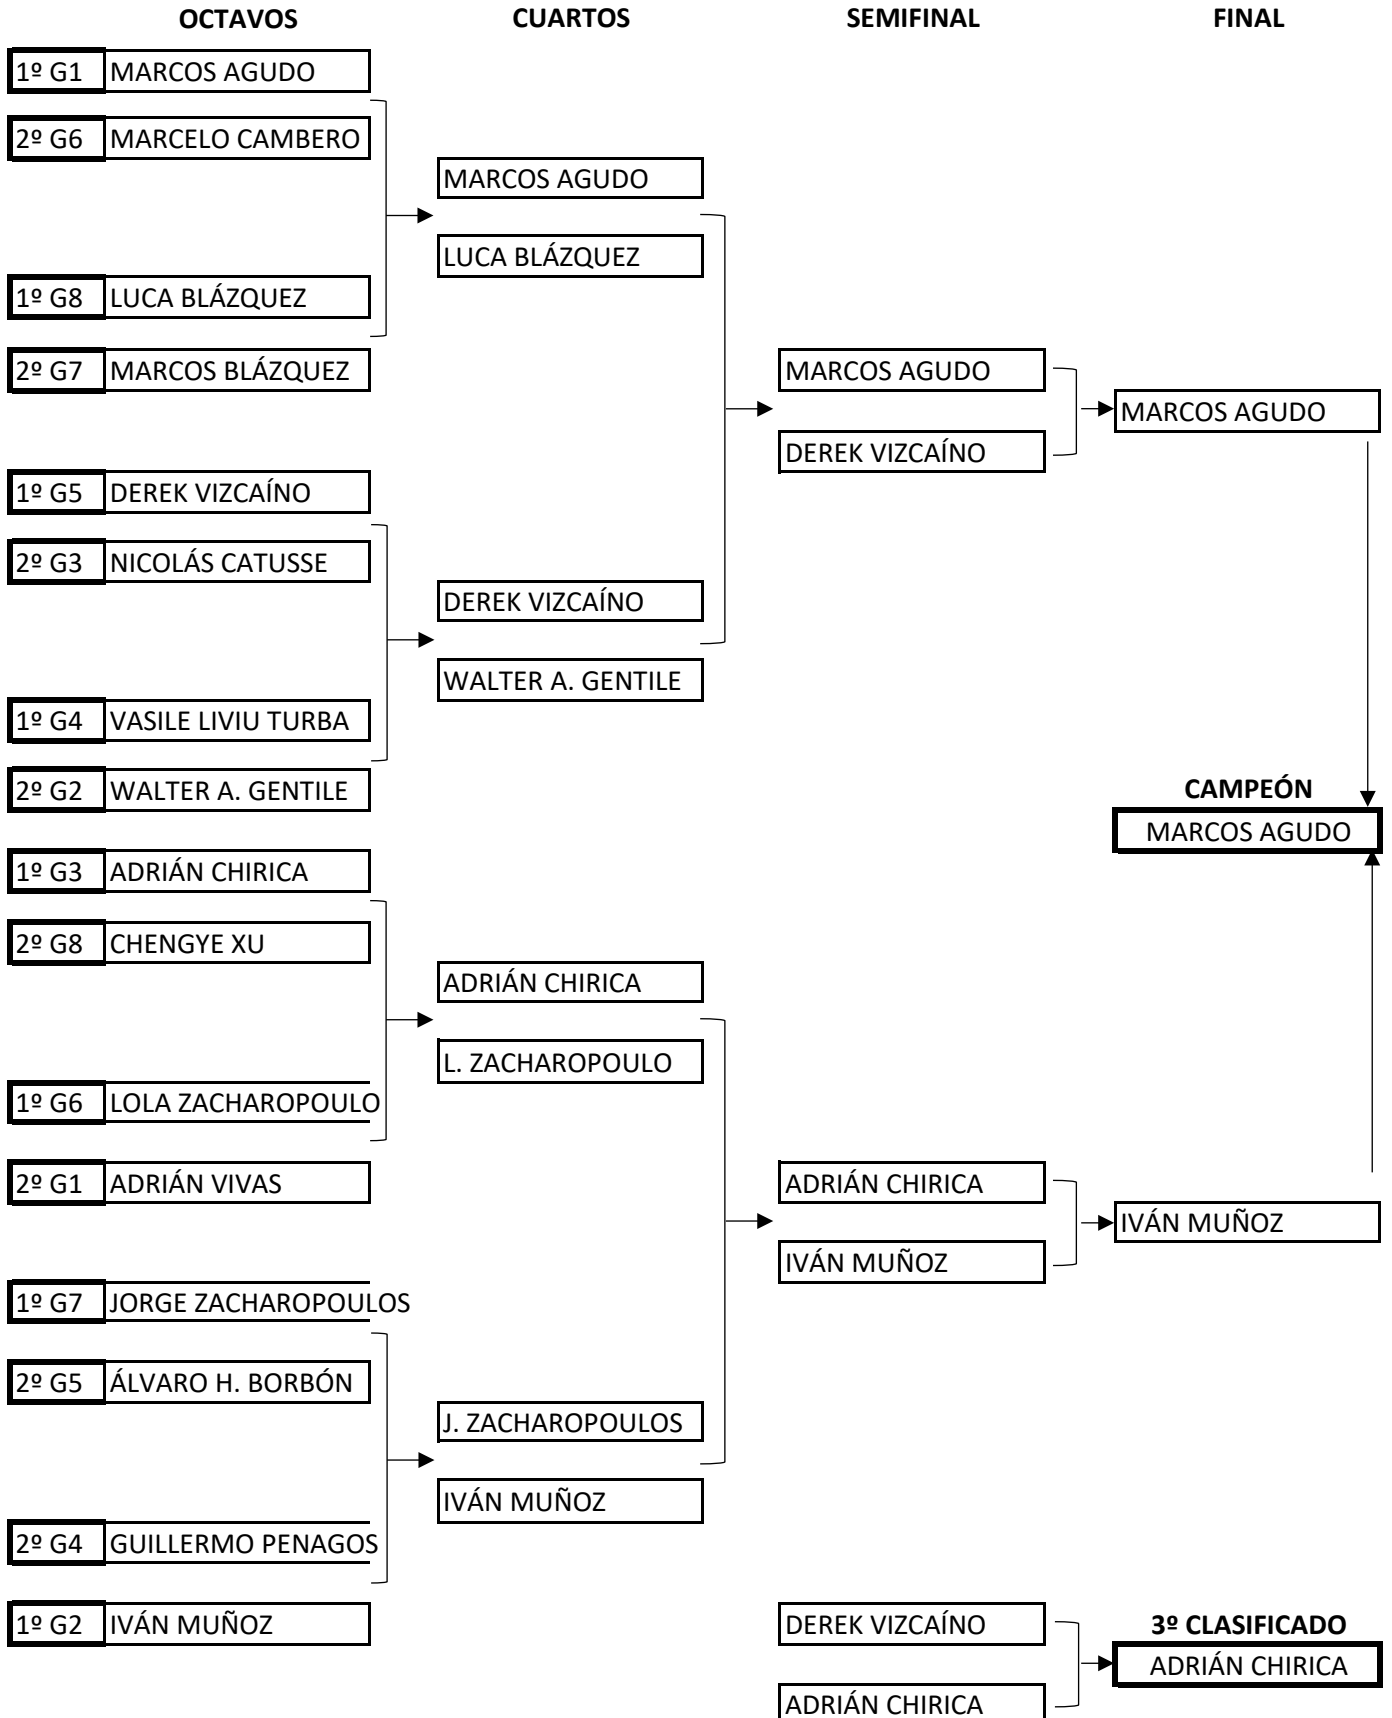 OCTAVOS
CUARTOS
SEMIFINAL
FINAL
1º G1 MARCOS AGUDO
2º G6 MARCELO CAMBERO
MARCOS AGUDO
LUCA BLÁZQUEZ
1º G8 LUCA BLÁZQUEZ
2º G7 MARCOS BLÁZQUEZ
MARCOS AGUDO
MARCOS AGUDO
DEREK VIZCAÍNO
1º G5 DEREK VIZCAÍNO
2º G3 NICOLÁS CATUSSE
DEREK VIZCAÍNO
WALTER A. GENTILE
1º G4 VASILE LIVIU TURBA
2º G2 WALTER A. GENTILE
CAMPEÓN
MARCOS AGUDO
1º G3 ADRIÁN CHIRICA
2º G8 CHENGYE XU
ADRIÁN CHIRICA
L. ZACHAROPOULO
1º G6 LOLA ZACHAROPOULO
2º G1 ADRIÁN VIVAS
ADRIÁN CHIRICA
IVÁN MUÑOZ
IVÁN MUÑOZ
1º G7 JORGE ZACHAROPOULOS
2º G5 ÁLVARO H. BORBÓN
J. ZACHAROPOULOS
IVÁN MUÑOZ
2º G4 GUILLERMO PENAGOS
1º G2 IVÁN MUÑOZ
DEREK VIZCAÍNO
3º CLASIFICADO
ADRIÁN CHIRICA
ADRIÁN CHIRICA